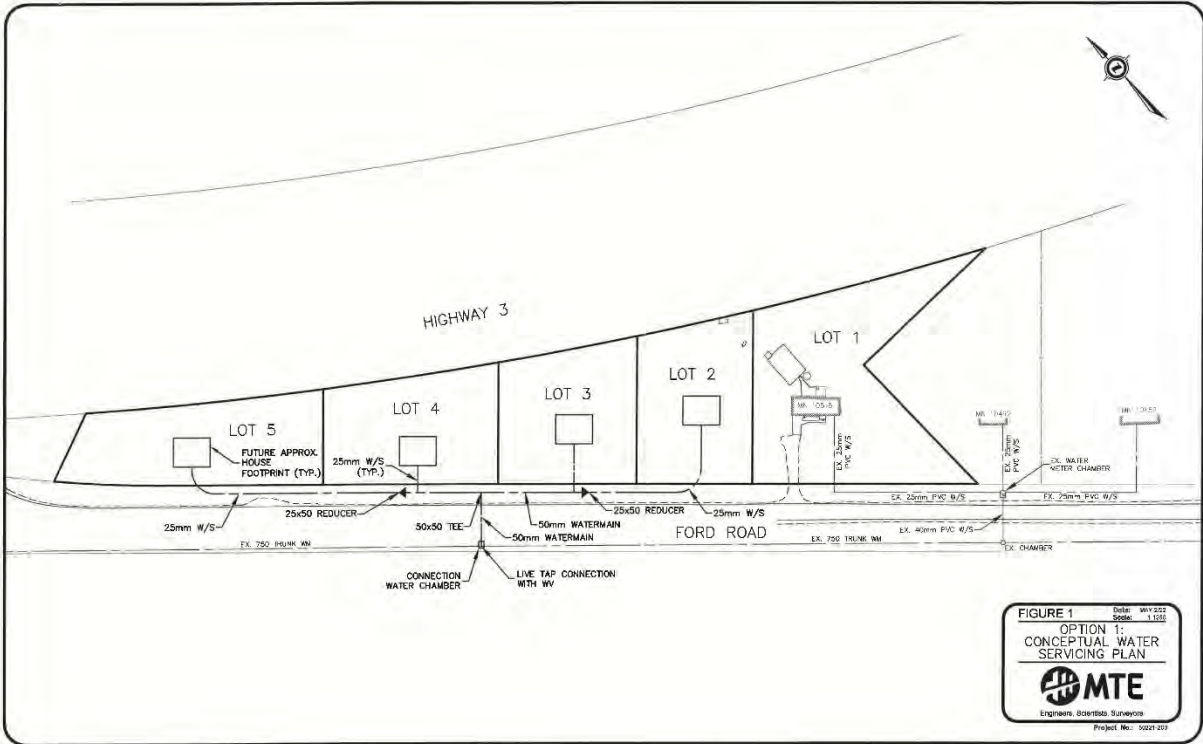 HIGHWAY 3
LOT 1
LOT 2
LOT 3
LOT 4
LOT 5
FUTURE APPROX.
HOUSE
FOOTPRINT (TYP.)
25mm W/S
(TYP.)
EX. 25mm
PVC W/S
EX. 25mm
PVC W/S
EX. WATER
METER CHAMBER
EX. 25mm PVC W/S
EX. 25mm PVC W/S
25mm W/S
25x50 REDUCER
50x50 TEE
50mm WATERMAIN
50mm WATERMAIN
25x50 REDUCER
25mm W/S
FORD ROAD
EX. 40mm PVC W/S
EX. 750 TRUNK WM
EX. 750 TRUNK WM
EX. CHAMBER
CONNECTION
WATER CHAMBER
LIVE TAP CONNECTION
WITH WV
FIGURE 1
Date:
Scale:
OPTION 1:
CONCEPTUAL WATER
SERVICING PLAN
MTE
Engineers, Scientists, Surveyors
Project No.: